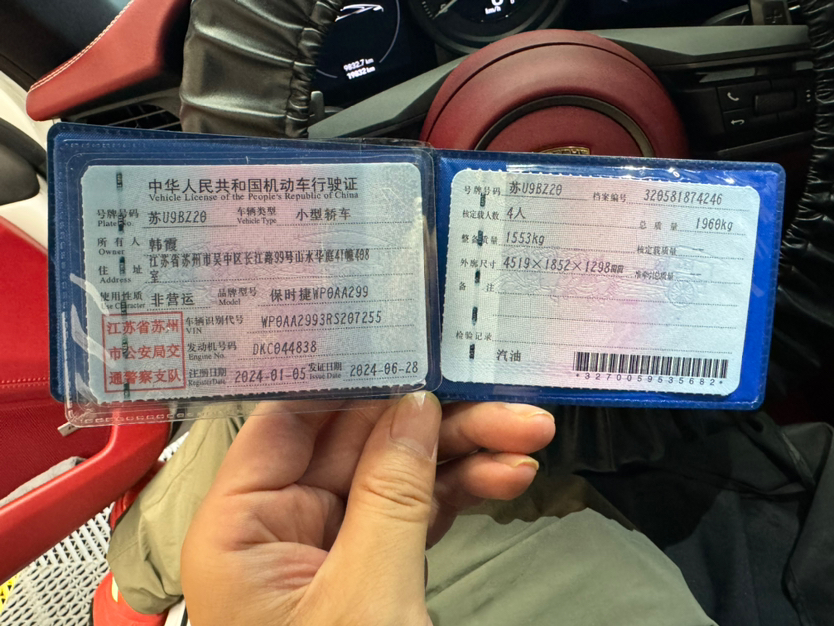 km/h
9832.7 km
19832 km
中华人民共和国机动车行驶证
Vehicle License of the People's Republic of China
号牌号码 苏U9BZ20 车辆类型 小型轿车
Plate No. Vehicle Type
所有人 韩霞
Owner
住址 江苏省苏州市吴中区长江路99号山水华庭41幢408室
Address
使用性质 非营运 品牌型号 保时捷WP0AA299
Use Character Model
江苏省苏州
市公安局交
通警察支队
车辆识别代号 WP0AA2993RS207255
VIN
发动机号码 DKC044838
Engine No.
注册日期 2024-01-05 发证日期 2024-06-28
Register Date Issue Date
号牌号码 苏U9BZ20 档案编号 320581874246
核定载人数 4人 总质量 1960kg
整备质量 1553kg 核定载质量 --
外廓尺寸 4519×1852×1298mm 准牵引总质量 --
备注
检验记录
汽油
*3270059535682*